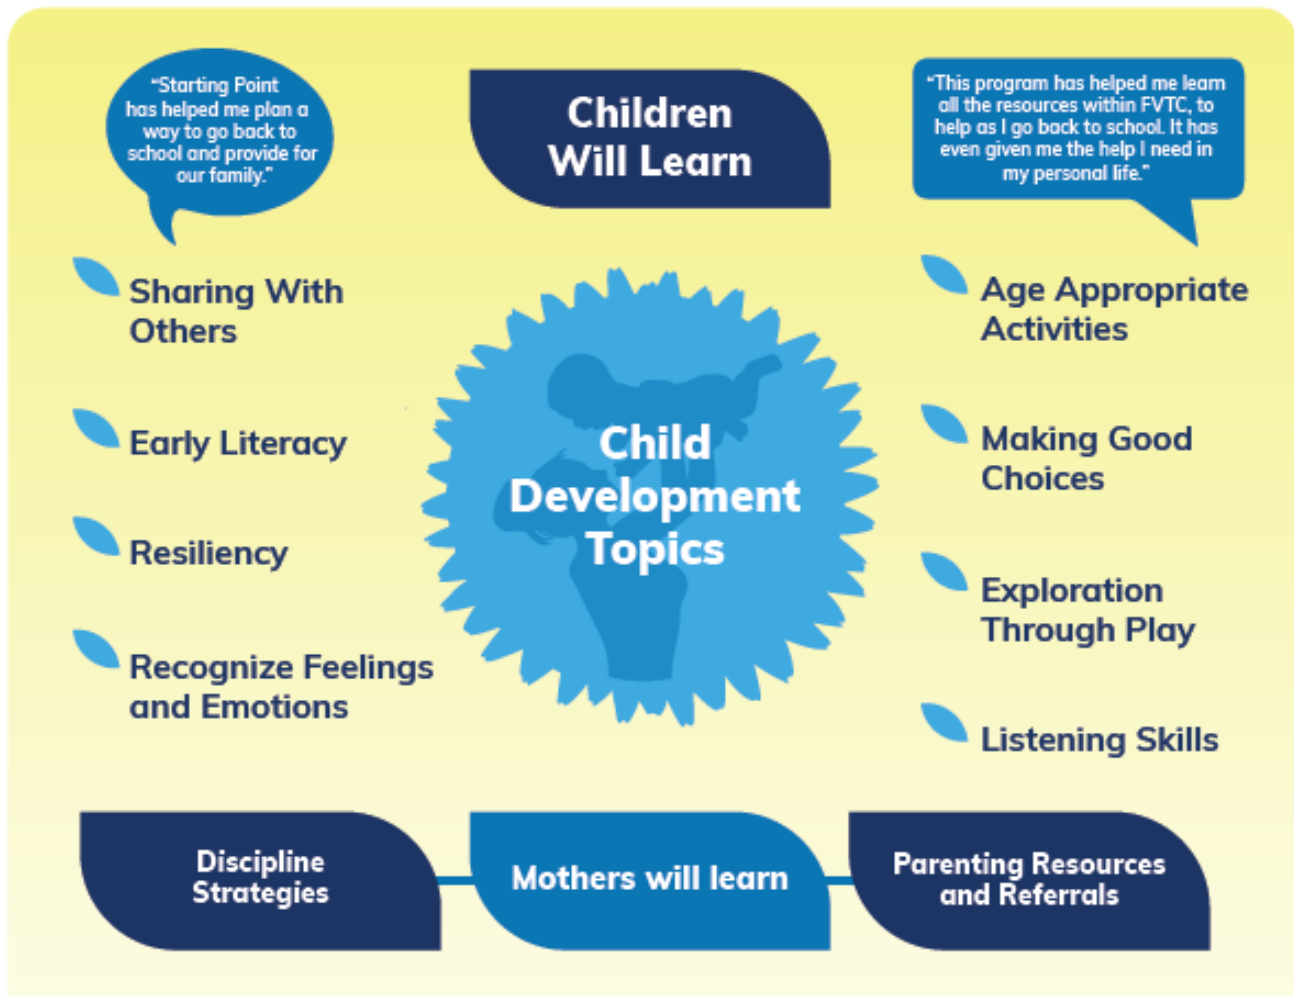 “Starting Point
has helped me plan a
way to go back to
school and provide for
our family.”
Children
Will Learn
“This program has helped me learn
all the resources within FVTC, to
help as I go back to school. It has
even given me the help I need in
my personal life.”
Sharing With
Others
Early Literacy
Resiliency
Recognize Feelings
and Emotions
Child
Development
Topics
Age Appropriate
Activities
Making Good
Choices
Exploration
Through Play
Listening Skills
Discipline
Strategies
Mothers will learn
Parenting Resources
and Referrals